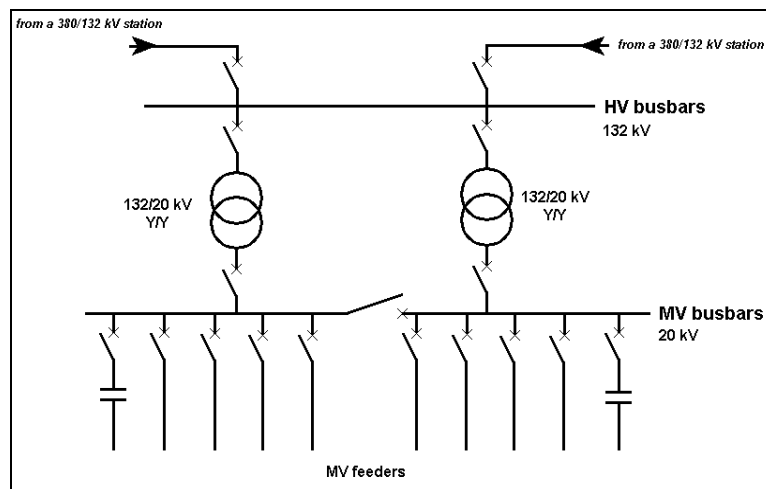 from a 380/132 kV station
from a 380/132 kV station
HV busbars
132 kV
132/20 kV
Y/Y
132/20 kV
Y/Y
MV busbars
20 kV
MV feeders